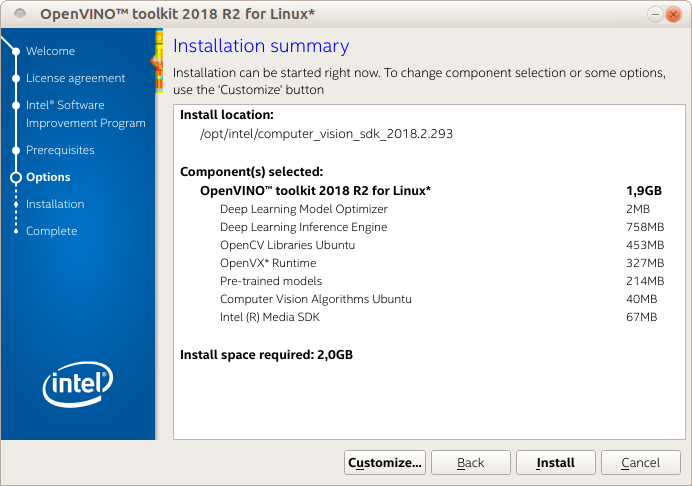 OpenVINO™ toolkit 2018 R2 for Linux*
Welcome
License agreement
Intel® Software
Improvement Program
Prerequisites
Options
Installation
Complete
intel®
Installation summary
Installation can be started right now. To change component selection or some options,
use the 'Customize' button
Install location:
/opt/intel/computer_vision_sdk_2018.2.293
Component(s) selected:
OpenVINO™ toolkit 2018 R2 for Linux* 1,9GB
Deep Learning Model Optimizer 2MB
Deep Learning Inference Engine 758MB
OpenCV Libraries Ubuntu 453MB
OpenVX* Runtime 327MB
Pre-trained models 214MB
Computer Vision Algorithms Ubuntu 40MB
Intel (R) Media SDK 67MB
Install space required: 2,0GB
Customize... Back Install Cancel